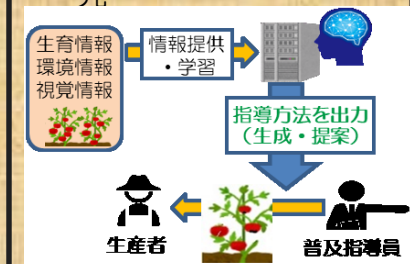 生育情報
環境情報
視覚情報
情報提供
・学習
指導方法を出力
(生成・提案)
生産者
普及指導員